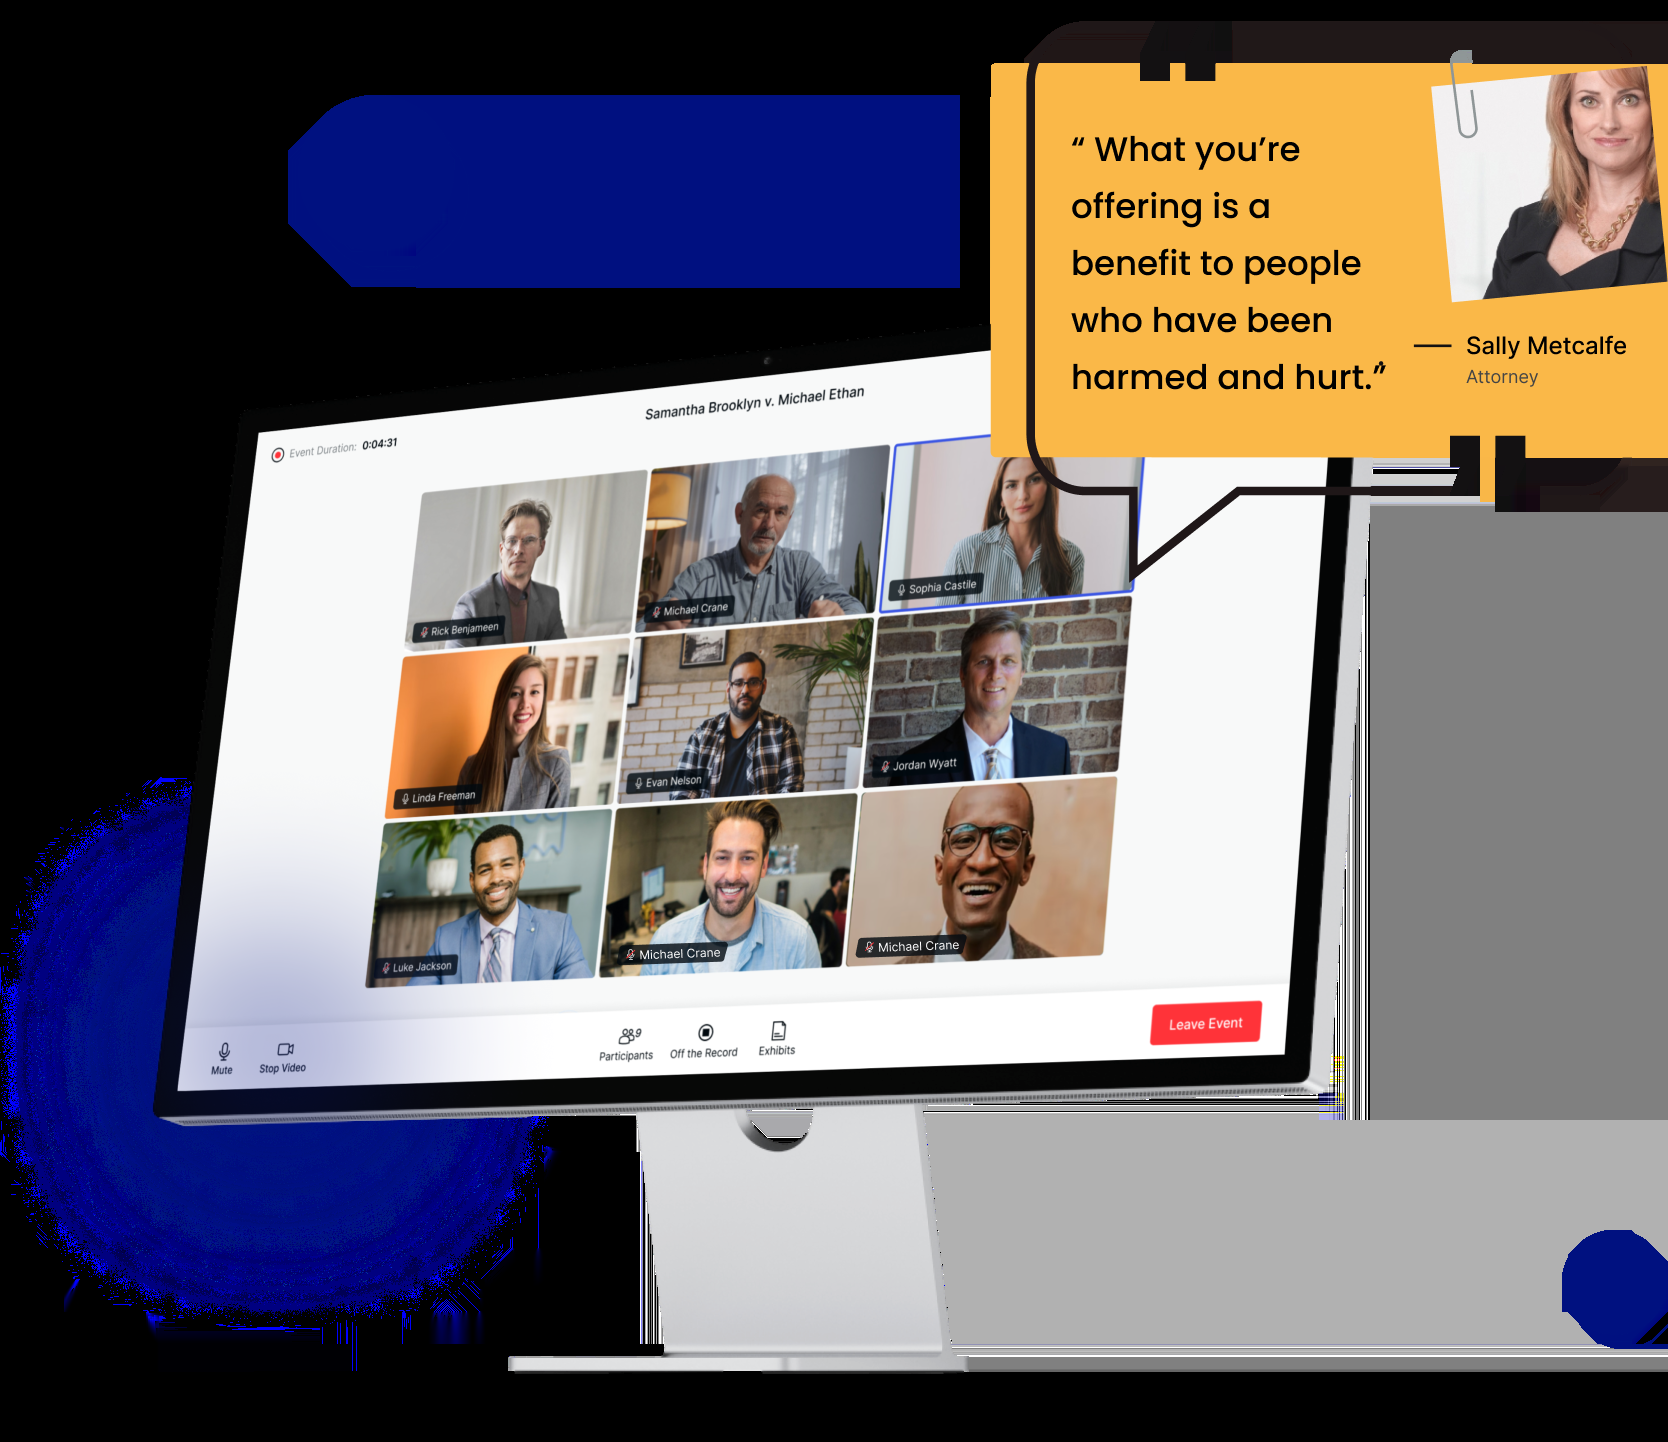 “ What you’re
offering is a
benefit to people
who have been
harmed and hurt.”
— Sally Metcalfe
Attorney
Samantha Brooklyn v. Michael Ethan
Event Duration: 0:04:31
Rick Benjameen
Michael Crane
Sophia Castile
Linda Freeman
Evan Nelson
Jordan Wyatt
Luke Jackson
Michael Crane
Michael Crane
Mute
Stop Video
Participants
9
Off the Record
Exhibits
Leave Event